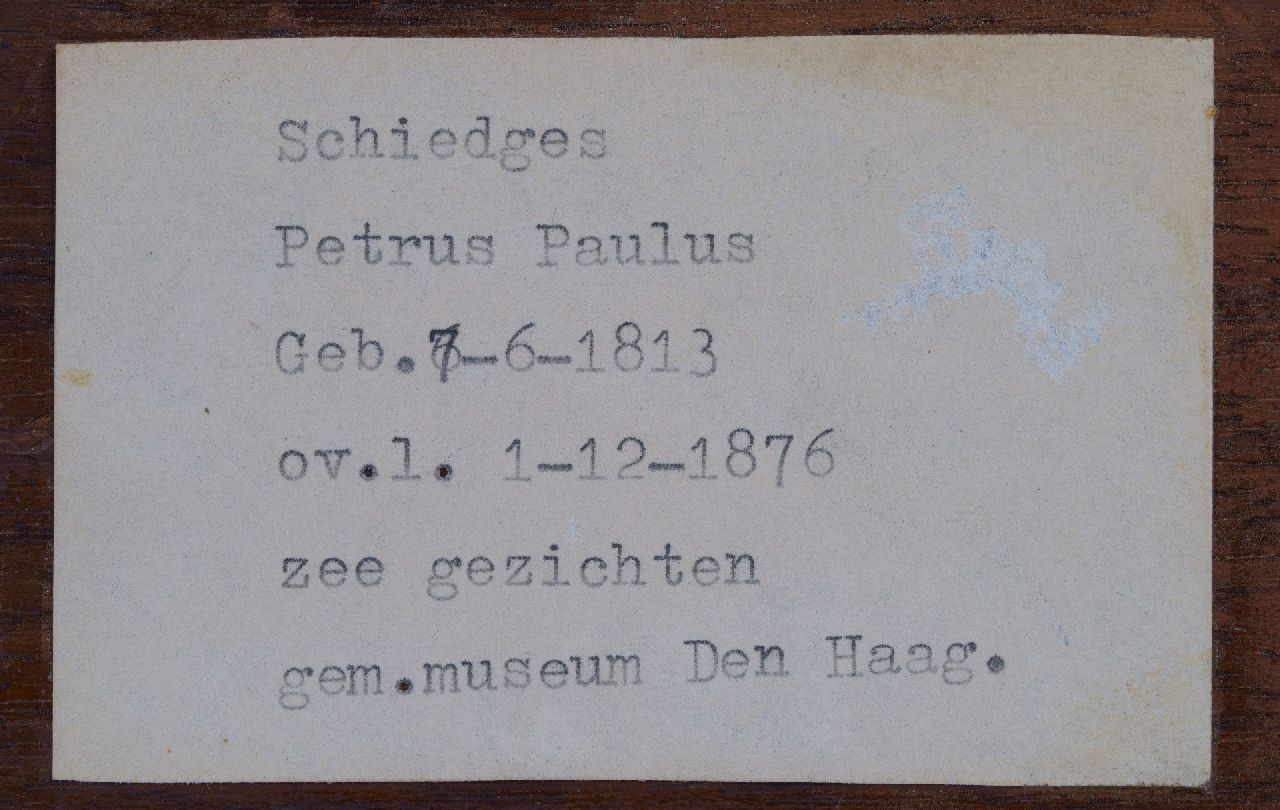 Schiedges
Petrus Paulus
Geb.7-6-1813
ov.l. 1-12-1876
zee gezichten
gem.museum Den Haag.